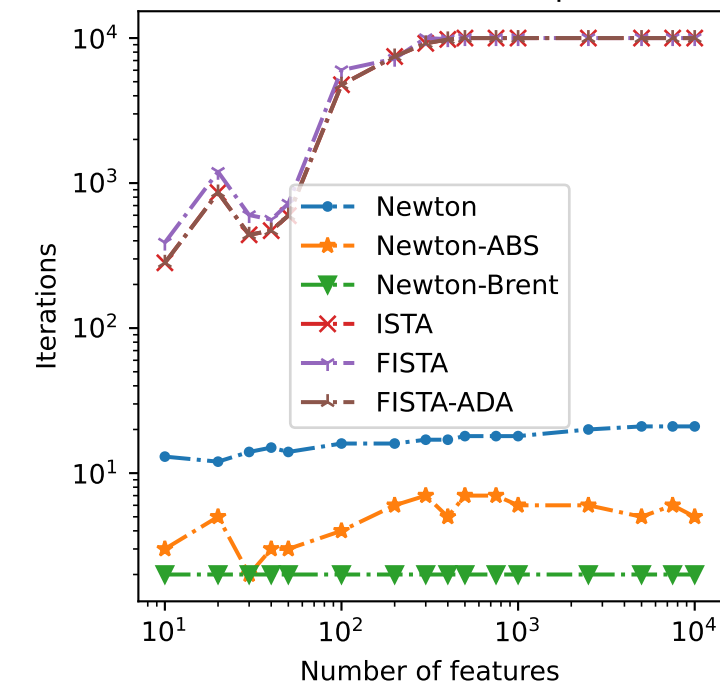 10⁴
10³
10²
10¹
Iterations
Newton
Newton-ABS
Newton-Brent
ISTA
FISTA
FISTA-ADA
10¹ 10² 10³ 10⁴
Number of features